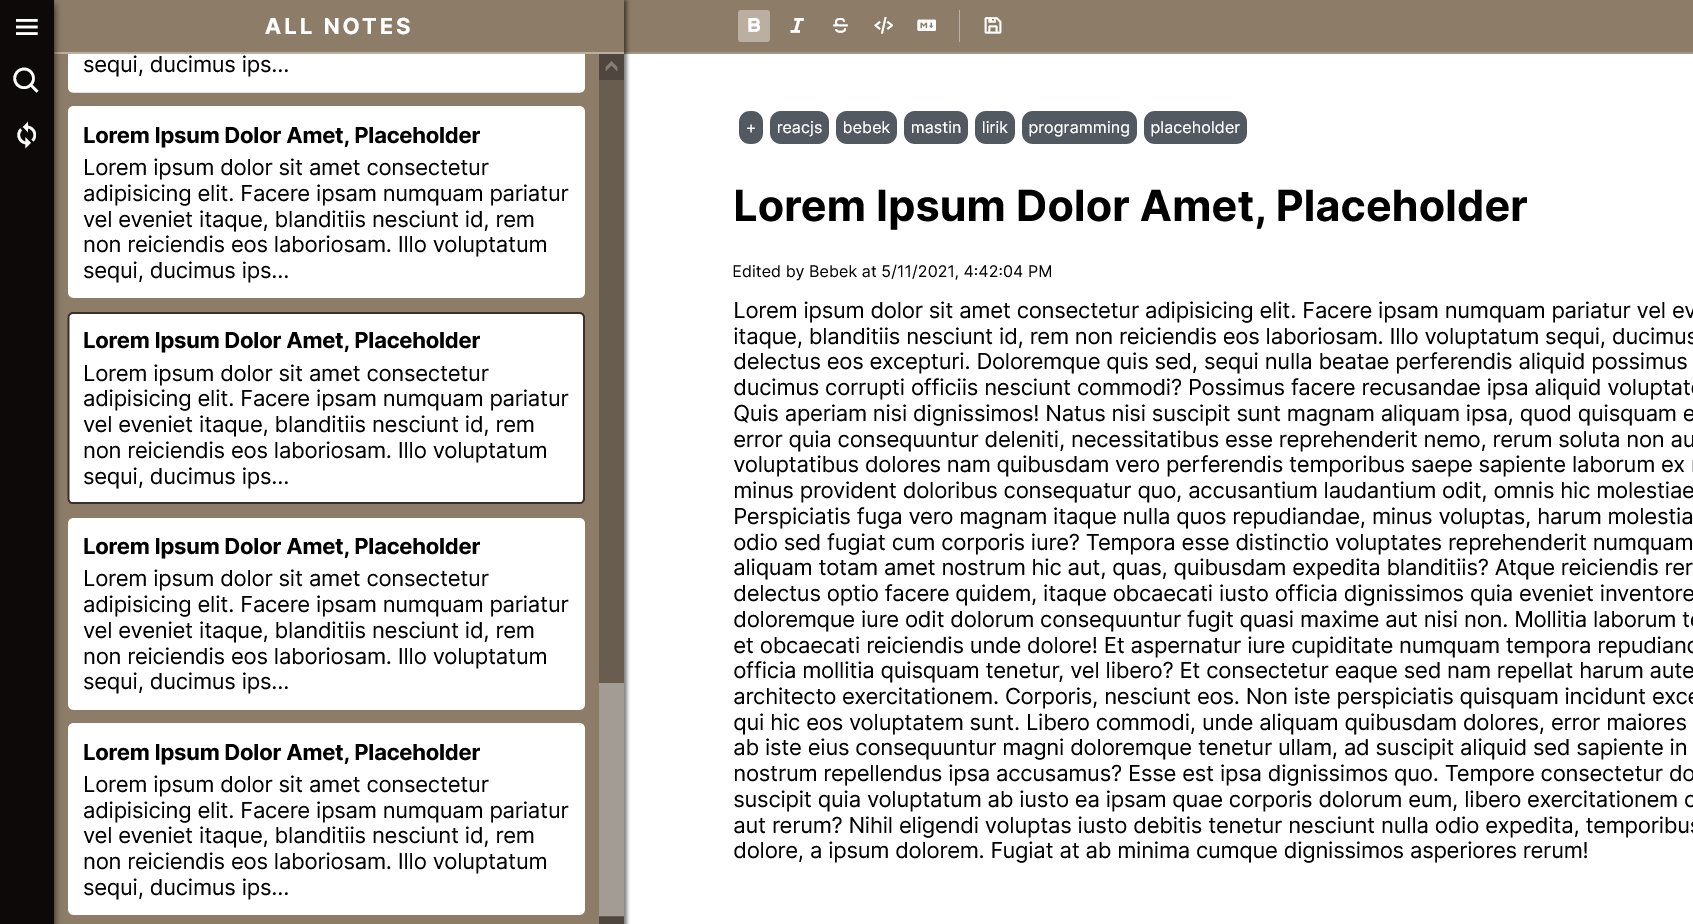 ALL NOTES
sequi, ducimus ips...
Lorem Ipsum Dolor Amet, Placeholder
Lorem ipsum dolor sit amet consectetur
adipisicing elit. Facere ipsam numquam pariatur
vel eveniet itaque, blanditiis nesciunt id, rem
non reiciendis eos laboriosam. Illo voluptatum
sequi, ducimus ips...
Lorem Ipsum Dolor Amet, Placeholder
Lorem ipsum dolor sit amet consectetur
adipisicing elit. Facere ipsam numquam pariatur
vel eveniet itaque, blanditiis nesciunt id, rem
non reiciendis eos laboriosam. Illo voluptatum
sequi, ducimus ips...
Lorem Ipsum Dolor Amet, Placeholder
Lorem ipsum dolor sit amet consectetur
adipisicing elit. Facere ipsam numquam pariatur
vel eveniet itaque, blanditiis nesciunt id, rem
non reiciendis eos laboriosam. Illo voluptatum
sequi, ducimus ips...
Lorem Ipsum Dolor Amet, Placeholder
Lorem ipsum dolor sit amet consectetur
adipisicing elit. Facere ipsam numquam pariatur
vel eveniet itaque, blanditiis nesciunt id, rem
non reiciendis eos laboriosam. Illo voluptatum
sequi, ducimus ips...
B I S </> M
+ reacjs bebek mastin lirik programming placeholder
Lorem Ipsum Dolor Amet, Placeholder
Edited by Bebek at 5/11/2021, 4:42:04 PM
Lorem ipsum dolor sit amet consectetur adipisicing elit. Facere ipsam numquam pariatur vel ev
itaque, blanditiis nesciunt id, rem non reiciendis eos laboriosam. Illo voluptatum sequi, ducimus
delectus eos excepturi. Doloremque quis sed, sequi nulla beatae perferendis aliquid possimus
ducimus corrupti officiis nesciunt commodi? Possimus facere recusandae ipsa aliquid voluptat
Quis aperiam nisi dignissimos! Natus nisi suscipit sunt magnam aliquam ipsa, quod quisquam e
error quia consequuntur deleniti, necessitatibus esse reprehenderit nemo, rerum soluta non au
voluptatibus dolores nam quibusdam vero perferendis temporibus saepe sapiente laborum ex
minus provident doloribus consequatur quo, accusantium laudantium odit, omnis hic molestiae
Perspiciatis fuga vero magnam itaque nulla quos repudiandae, minus voluptas, harum molestia
odio sed fugiat cum corporis iure? Tempora esse distinctio voluptates reprehenderit numquam
aliquam totam amet nostrum hic aut, quas, quibusdam expedita blanditiis? Atque reiciendis rer
delectus optio facere quidem, itaque obcaecati iusto officia dignissimos quia eveniet inventore
doloremque iure odit dolorum consequuntur fugit quasi maxime aut nisi non. Mollitia laborum t
et obcaecati reiciendis unde dolore! Et aspernatur iure cupiditate numquam tempora repudianc
officia mollitia quisquam tenetur, vel libero? Et consectetur eaque sed nam repellat harum aute
architecto exercitationem. Corporis, nesciunt eos. Non iste perspiciatis quisquam incidunt exce
qui hic eos voluptatem sunt. Libero commodi, unde aliquam quibusdam dolores, error maiores
ab iste eius consequuntur magni doloremque tenetur ullam, ad suscipit aliquid sed sapiente in
nostrum repellendus ipsa accusamus? Esse est ipsa dignissimos quo. Tempore consectetur do
suscipit quia voluptatum ab iusto ea ipsam quae corporis dolorum eum, libero exercitationem
aut rerum? Nihil eligendi voluptas iusto debitis tenetur nesciunt nulla odio expedita, temporibus
dolore, a ipsum dolorem. Fugiat at ab minima cumque dignissimos asperiores rerum!